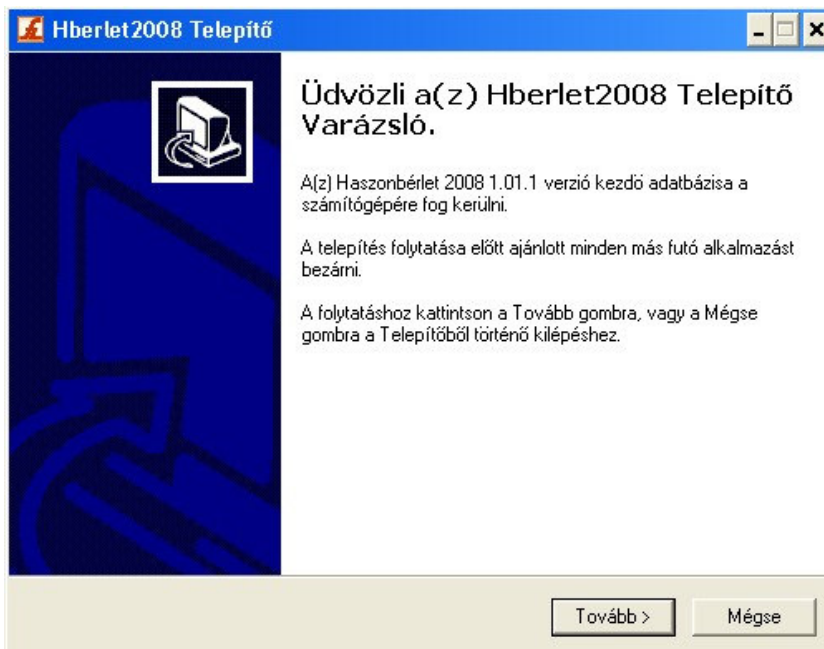 Hberlet2008 Telepítő
Üdvözli a(z) Hberlet2008 Telepítő
Varázsló.
A(z) Haszonbérlet 2008 1.01.1 verzió kezdő adatbázisa a
számítógépére fog kerülni.
A telepítés folytatása előtt ajánlott minden más futó alkalmazást
bezárni.
A folytatáshoz kattintson a Tovább gombra, vagy a Mégse
gombra a Telepítőből történő kilépéshez.
Tovább >
Mégse